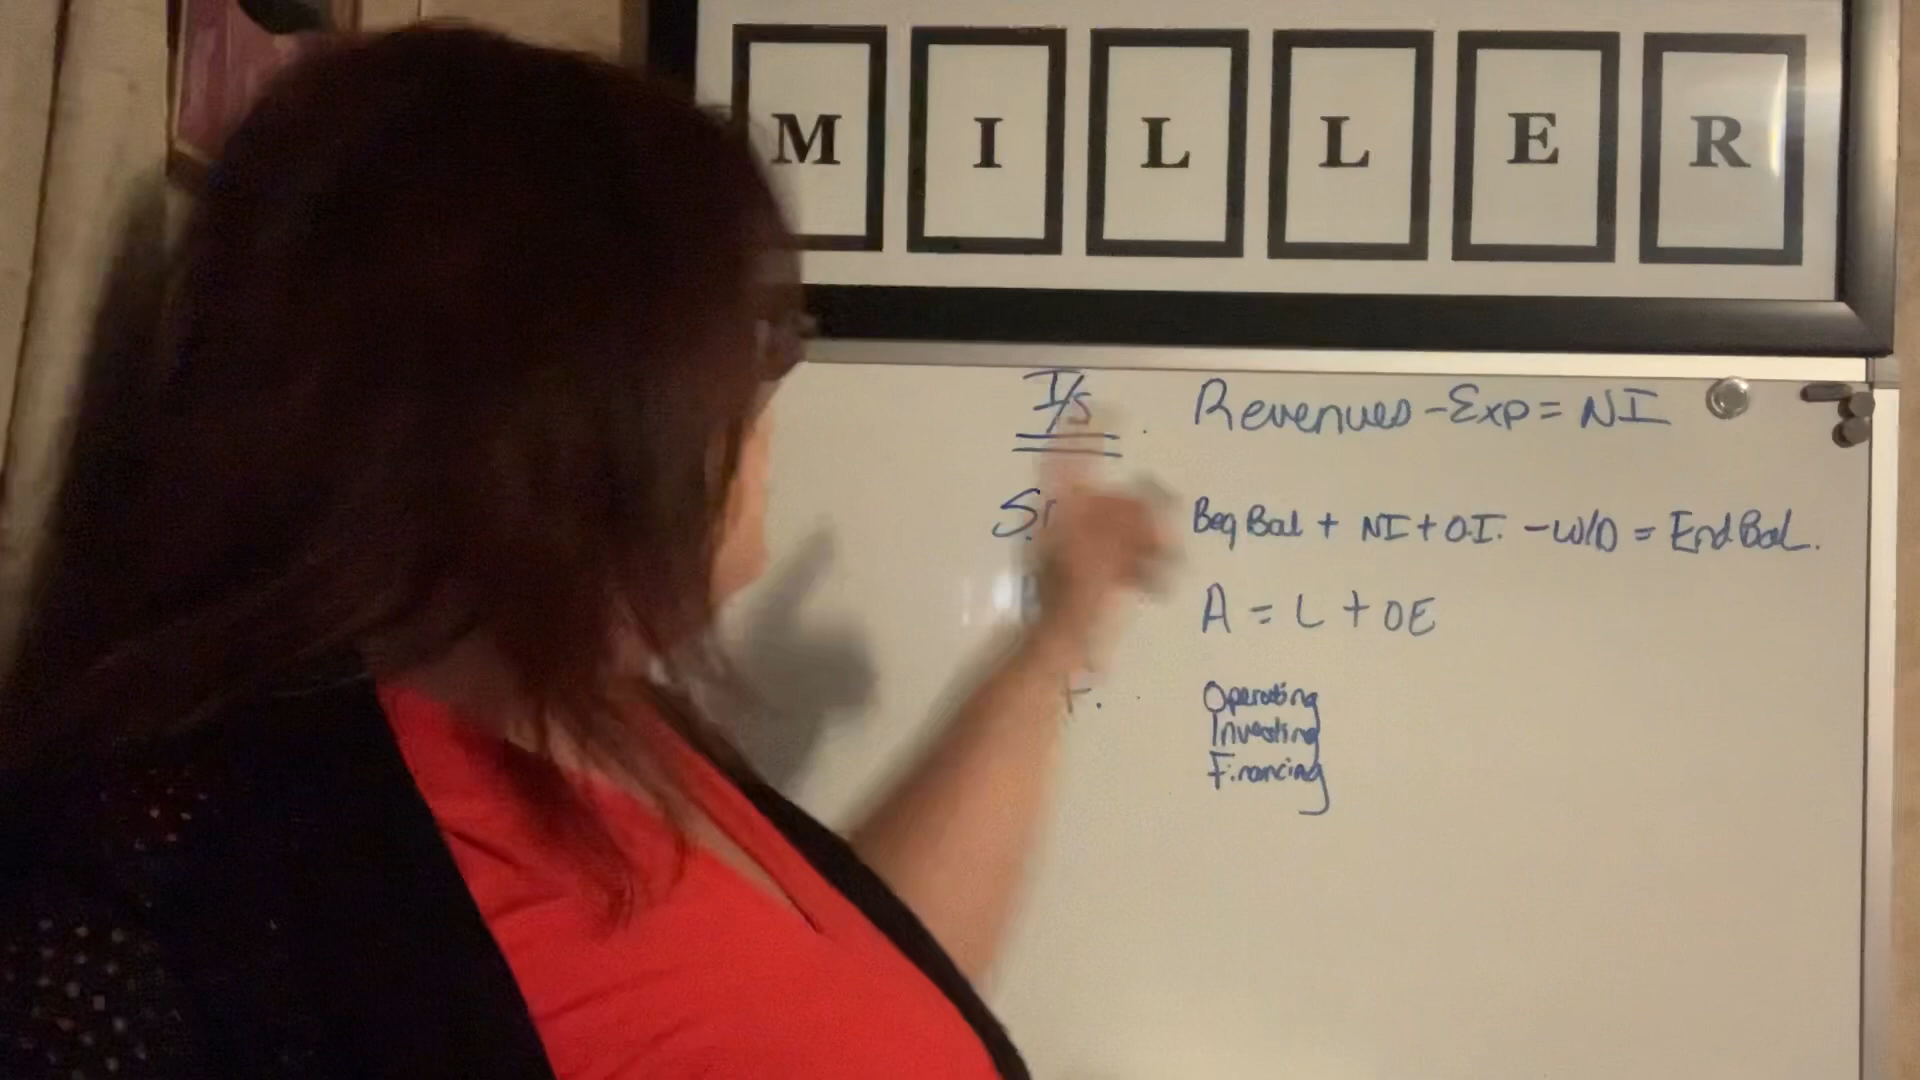 M I L L E R
I/S Revenues - Exp = NI
Beg Bal + NI + O.I. - W/D = End Bal.
A = L + OE
Operating
Investing
Financing